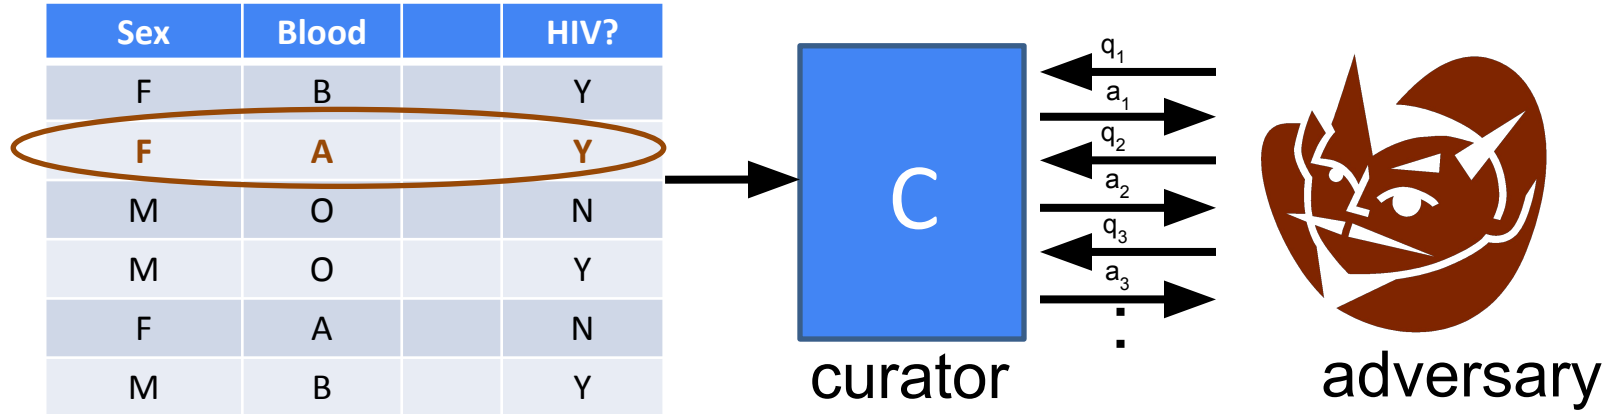 Sex Blood HIV?
F B Y
F A Y
M O N
M O Y
F A N
M B Y
C
curator
q1
a1
q2
a2
q3
a3
adversary